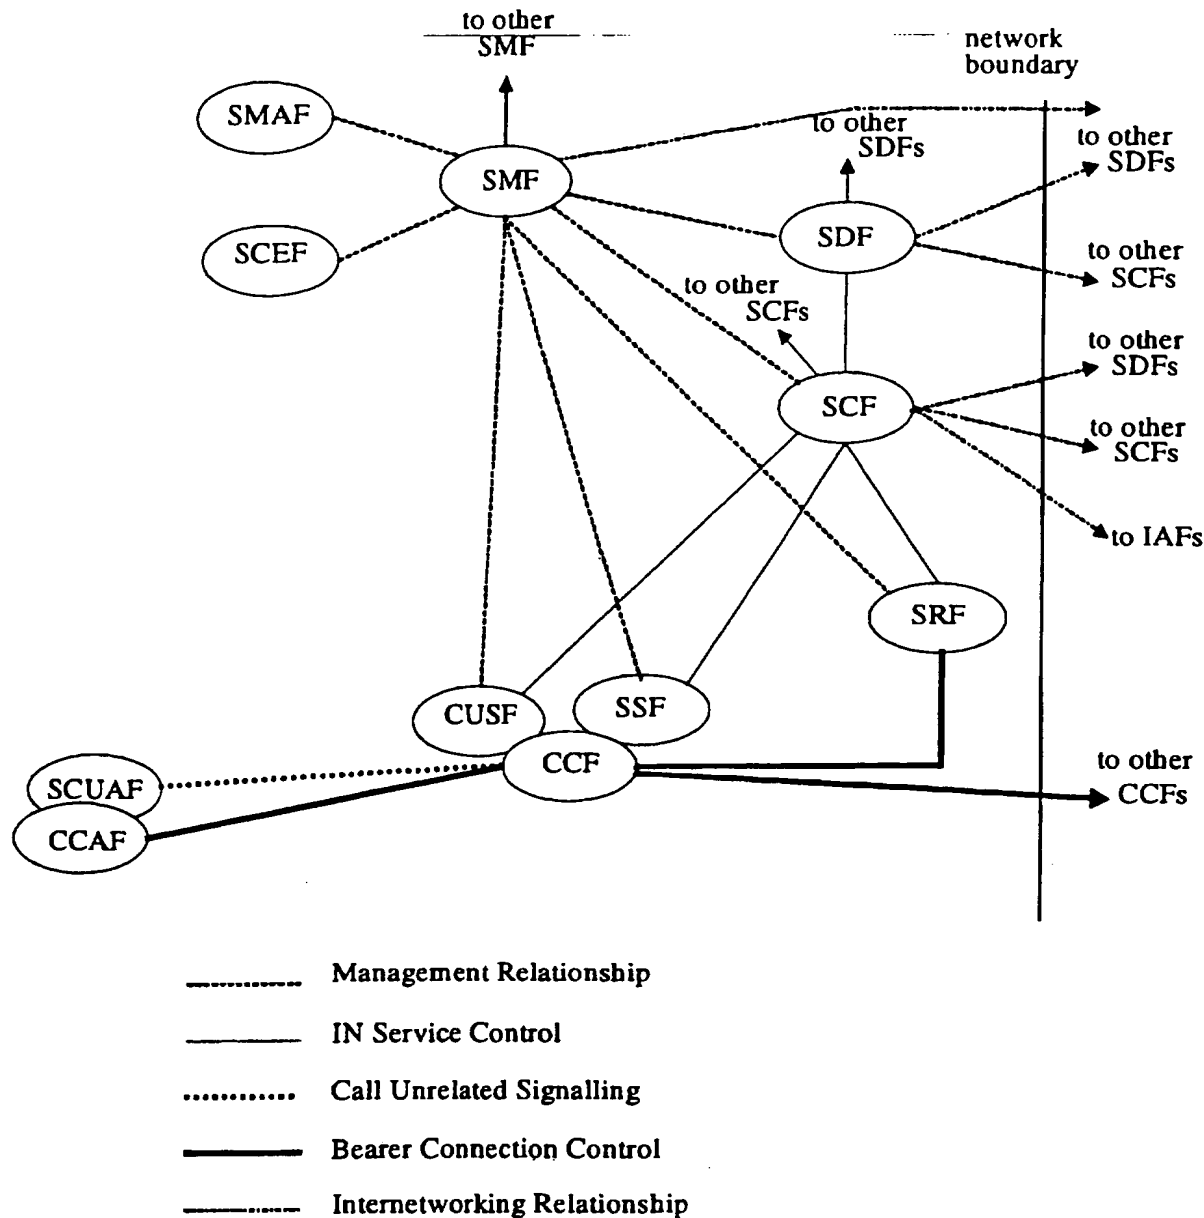 to other
SMF
network
boundary
SMAF
to other
SDFs
to other
SDFs
SMF
SDF
SCEF
to other
SCFs
to other
SCFs
to other
SDFs
SCF
to other
SCFs
to IAFs
SRF
CUSF
SSF
CCF
to other
CCFs
SCUAF
CCAF
Management Relationship
IN Service Control
Call Unrelated Signalling
Bearer Connection Control
Internetworking Relationship